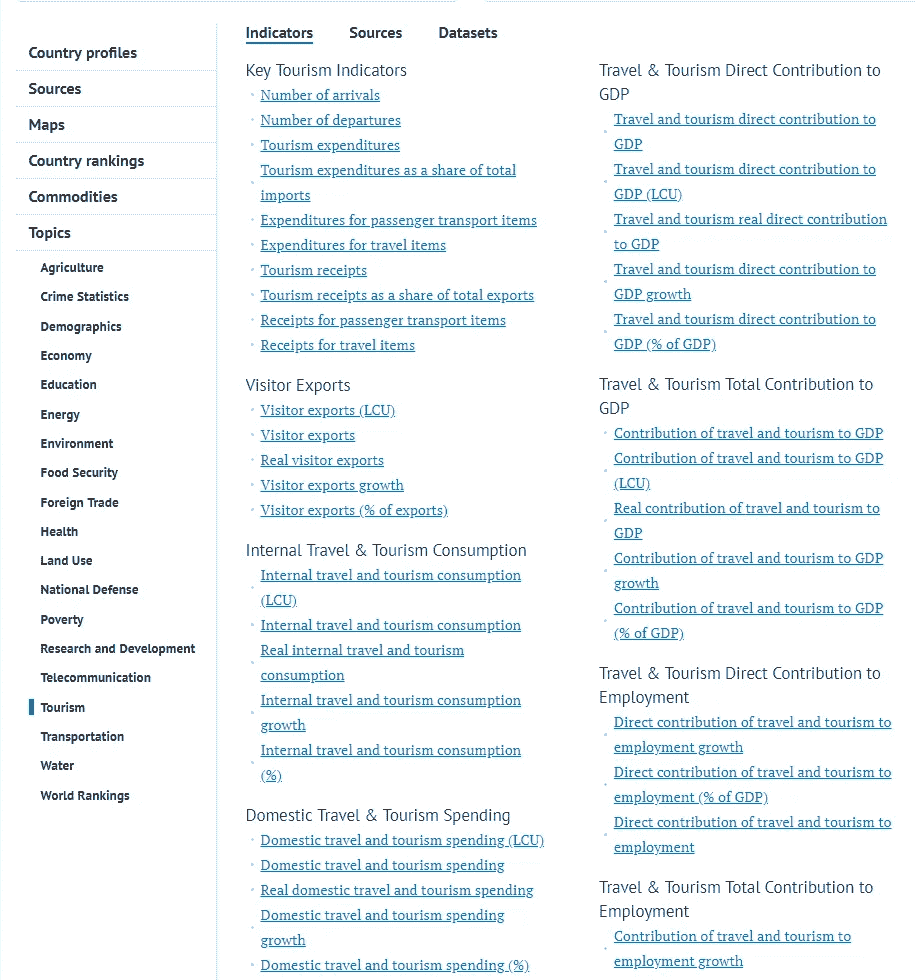 Country profiles
Sources
Maps
Country rankings
Commodities
Topics
Agriculture
Crime Statistics
Demographics
Economy
Education
Energy
Environment
Food Security
Foreign Trade
Health
Land Use
National Defense
Poverty
Research and Development
Telecommunication
Tourism
Transportation
Water
World Rankings
Indicators Sources Datasets
Key Tourism Indicators
Number of arrivals
Number of departures
Tourism expenditures
Tourism expenditures as a share of total
imports
Expenditures for passenger transport items
Expenditures for travel items
Tourism receipts
Tourism receipts as a share of total exports
Receipts for passenger transport items
Receipts for travel items
Visitor Exports
Visitor exports (LCU)
Visitor exports
Real visitor exports
Visitor exports growth
Visitor exports (% of exports)
Internal Travel & Tourism Consumption
Internal travel and tourism consumption
(LCU)
Internal travel and tourism consumption
Real internal travel and tourism
consumption
Internal travel and tourism consumption
growth
Internal travel and tourism consumption
(%)
Domestic Travel & Tourism Spending
Domestic travel and tourism spending (LCU)
Domestic travel and tourism spending
Real domestic travel and tourism spending
Domestic travel and tourism spending
growth
Domestic travel and tourism spending (%)
Travel & Tourism Direct Contribution to
GDP
Travel and tourism direct contribution to
GDP
Travel and tourism direct contribution to
GDP (LCU)
Travel and tourism real direct contribution
to GDP
Travel and tourism direct contribution to
GDP growth
Travel and tourism direct contribution to
GDP (% of GDP)
Travel & Tourism Total Contribution to
GDP
Contribution of travel and tourism to GDP
Contribution of travel and tourism to GDP
(LCU)
Real contribution of travel and tourism to
GDP
Contribution of travel and tourism to GDP
growth
Contribution of travel and tourism to GDP
(% of GDP)
Travel & Tourism Direct Contribution to
Employment
Direct contribution of travel and tourism to
employment growth
Direct contribution of travel and tourism to
employment (% of GDP)
Direct contribution of travel and tourism to
employment
Travel & Tourism Total Contribution to
Employment
Contribution of travel and tourism to
employment growth